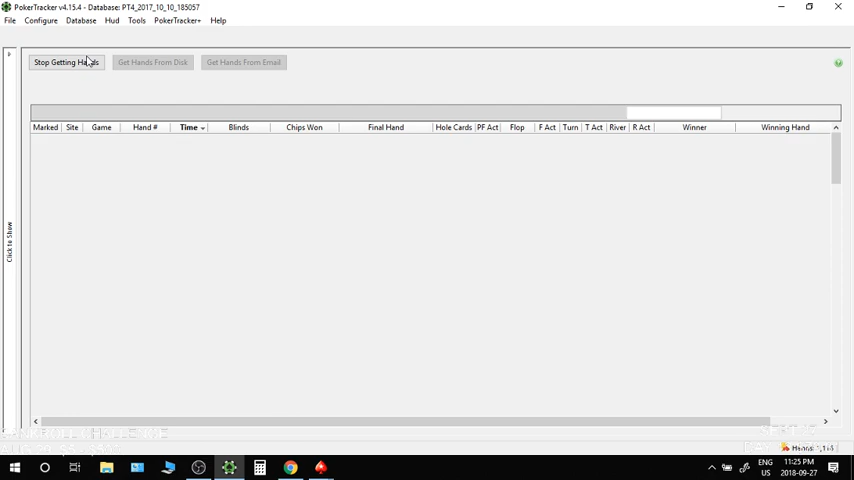 PokerTracker v4.15.4 - Database: PT4_2017_10_10_185057
File Configure Database Hud Tools PokerTracker+ Help
Stop Getting Hands Get Hands From Disk Get Hands From Email
Marked Site Game Hand # Time Blinds Chips Won Final Hand Hole Cards PF Act Flop F Act Turn T Act River R Act Winner Winning Hand
Click to Show
ENG 11:25 PM
US 2018-09-27